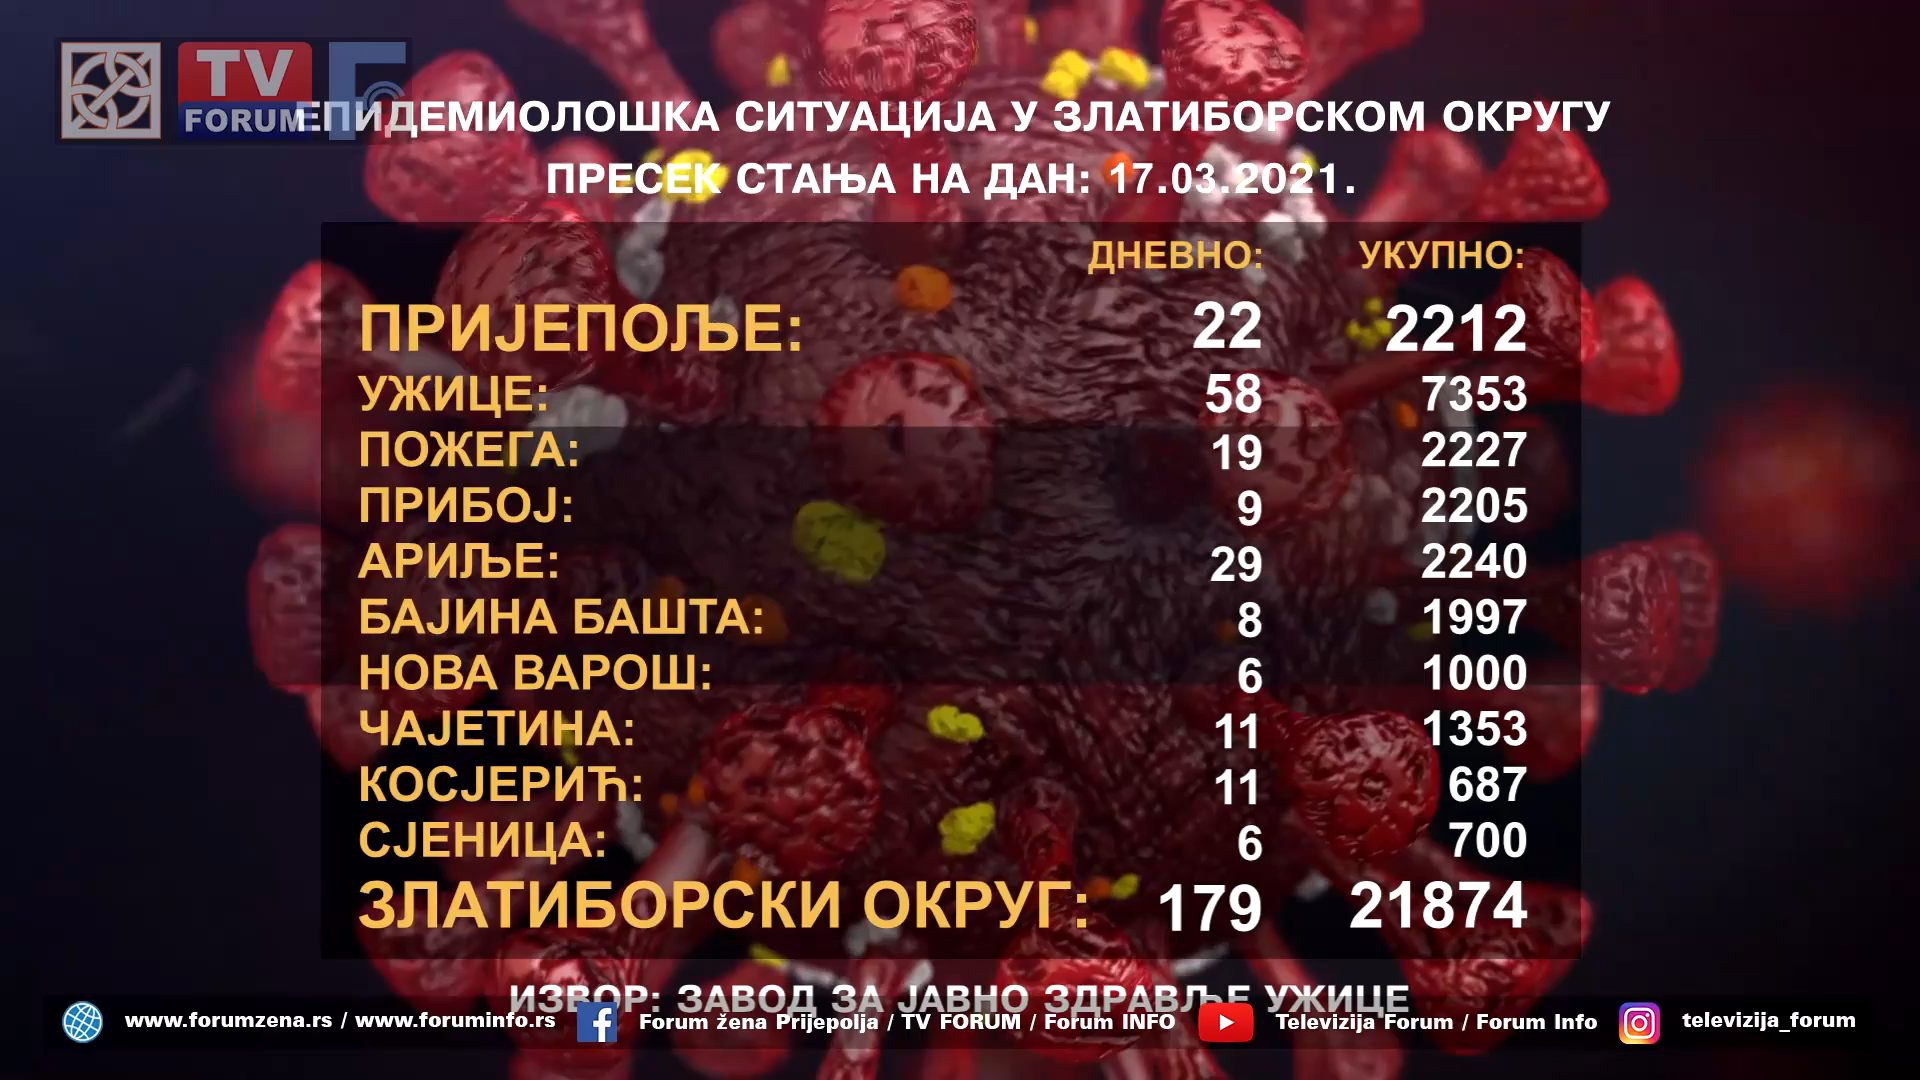 TV
FORUM
ЕПИДЕМИОЛОШКА СИТУАЦИЈА У ЗЛАТИБОРСКОМ ОКРУГУ
ПРЕСЕК СТАЊА НА ДАН: 17.03.2021.
ДНЕВНО: УКУПНО:
ПРИЈЕПОЉЕ: 22 2212
УЖИЦЕ: 58 7353
ПОЖЕГА: 19 2227
ПРИБОЈ: 9 2205
АРИЉЕ: 29 2240
БАЈИНА БАШТА: 8 1997
НОВА ВАРОШ: 6 1000
ЧАЈЕТИНА: 11 1353
КОСЈЕРИЋ: 11 687
СЈЕНИЦА: 6 700
ЗЛАТИБОРСКИ ОКРУГ: 179 21874
ИЗВОР: ЗАВОД ЗА ЈАВНО ЗДРАВЉЕ УЖИЦЕ
www.forumzena.rs / www.foruminfo.rs Forum žena Prijepolja / TV FORUM / Forum INFO Televizija Forum / Forum Info televizija_forum